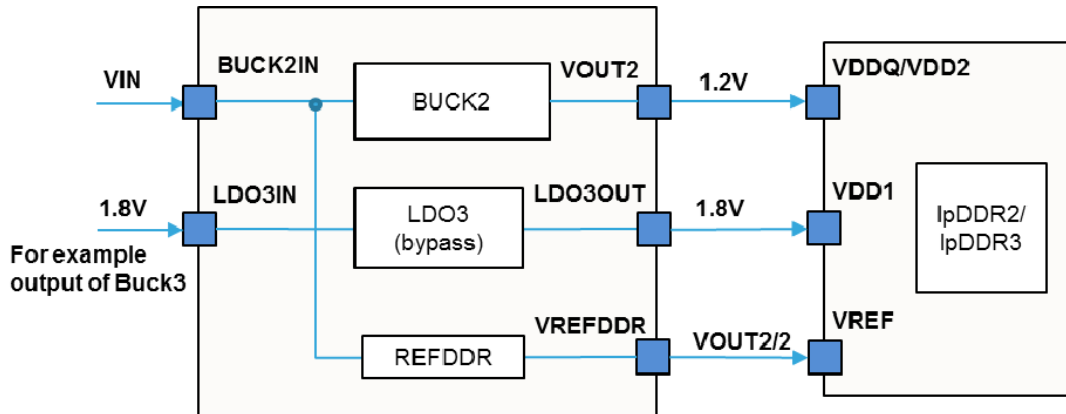 VIN
BUCK2IN
BUCK2
VOUT2
1.2V
VDDQ/VDD2
1.8V
For example
output of Buck3
LDO3IN
LDO3
(bypass)
LDO3OUT
1.8V
VDD1
lpDDR2/
lpDDR3
REFDDR
VREFDDR
VOUT2/2
VREF